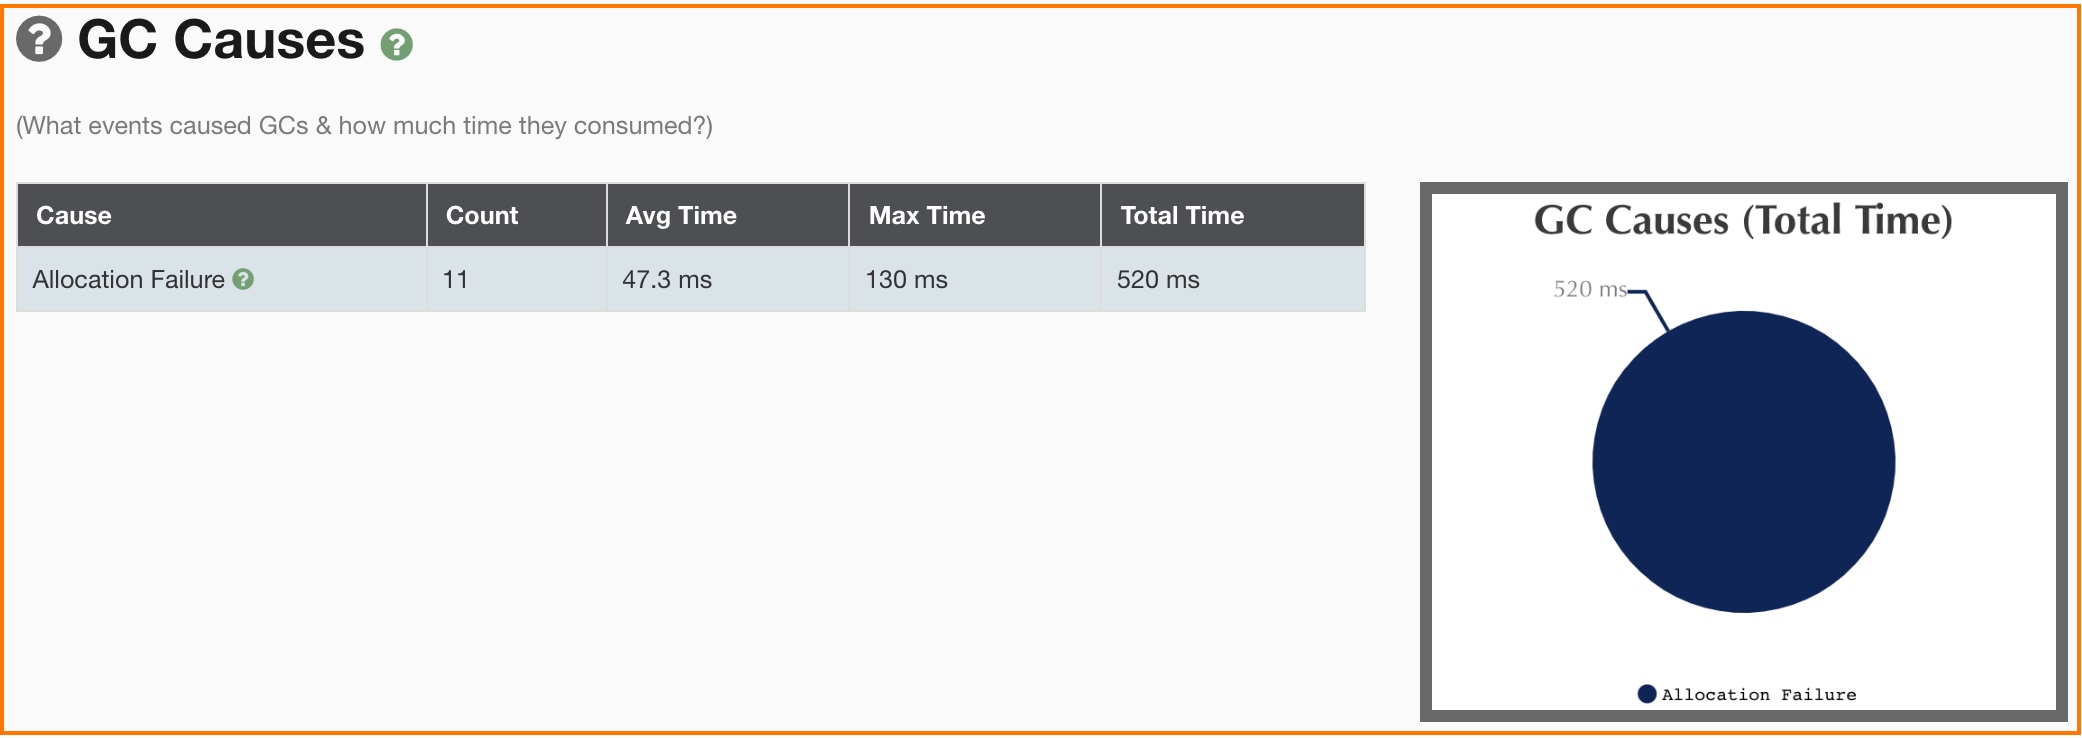 GC Causes
(What events caused GCs & how much time they consumed?)
Cause Count Avg Time Max Time Total Time
Allocation Failure 11 47.3 ms 130 ms 520 ms
GC Causes (Total Time)
520 ms
Allocation Failure